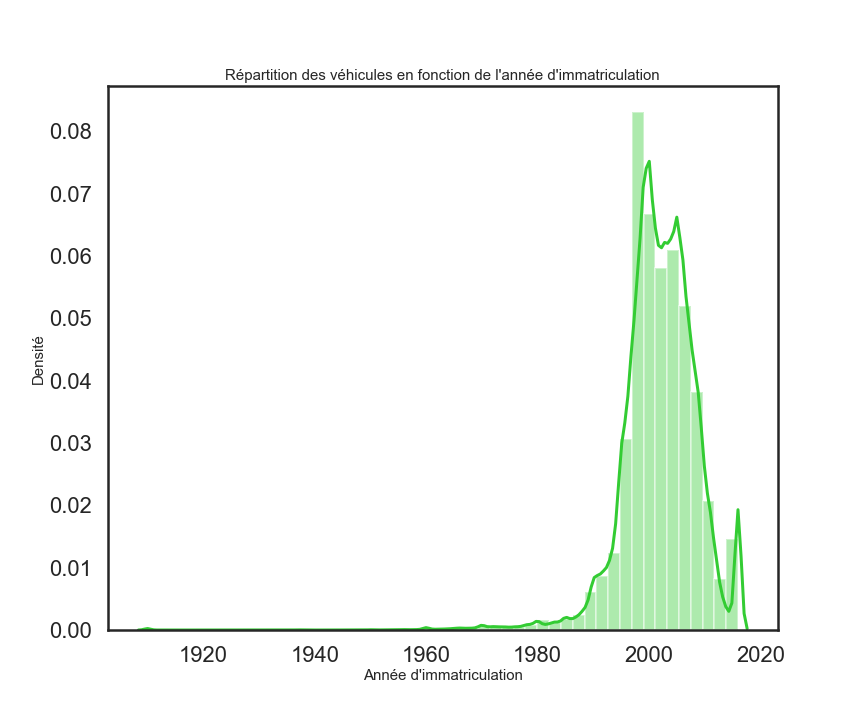 Répartition des véhicules en fonction de l'année d'immatriculation
0.08
0.07
0.06
0.05
0.04
0.03
0.02
0.01
0.00
Densité
1920 1940 1960 1980 2000 2020
Année d'immatriculation